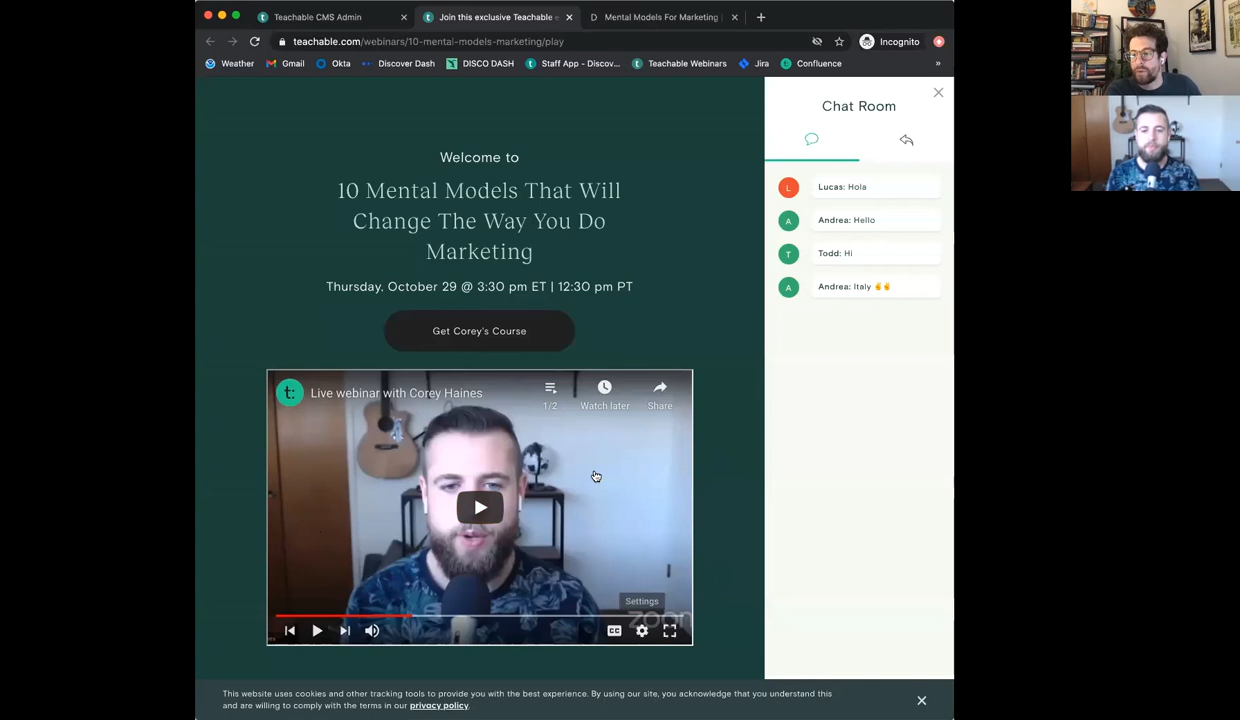 Teachable CMS Admin
Join this exclusive Teachable e
D Mental Models For Marketing
teachable.com/webinars/10-mental-models-marketing/play
Incognito
Weather
Gmail
Okta
Discover Dash
DISCO DASH
Staff App - Discov...
Teachable Webinars
Jira
Confluence
»
Chat Room
Welcome to
10 Mental Models That Will
Change The Way You Do
Marketing
Thursday, October 29 @ 3:30 pm ET | 12:30 pm PT
Get Corey's Course
L Lucas: Hola
A Andrea: Hello
T Todd: Hi
A Andrea: Italy ✌✌
t: Live webinar with Corey Haines
1/2
Watch later
Share
Settings
zoom
CC
This website uses cookies and other tracking tools to provide you with the best experience. By using our site, you acknowledge that you understand this
and are willing to comply with the terms in our privacy policy.